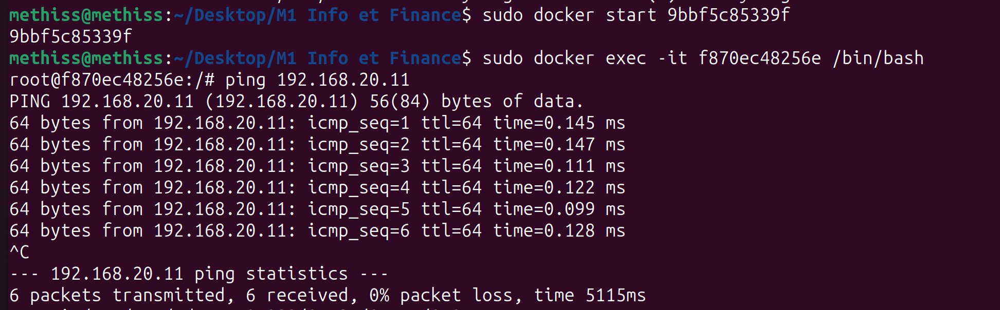 methiss@methiss:~/Desktop/M1 Info et Finance$ sudo docker start 9bbf5c85339f
9bbf5c85339f
methiss@methiss:~/Desktop/M1 Info et Finance$ sudo docker exec -it f870ec48256e /bin/bash
root@f870ec48256e:/# ping 192.168.20.11
PING 192.168.20.11 (192.168.20.11) 56(84) bytes of data.
64 bytes from 192.168.20.11: icmp_seq=1 ttl=64 time=0.145 ms
64 bytes from 192.168.20.11: icmp_seq=2 ttl=64 time=0.147 ms
64 bytes from 192.168.20.11: icmp_seq=3 ttl=64 time=0.111 ms
64 bytes from 192.168.20.11: icmp_seq=4 ttl=64 time=0.122 ms
64 bytes from 192.168.20.11: icmp_seq=5 ttl=64 time=0.099 ms
64 bytes from 192.168.20.11: icmp_seq=6 ttl=64 time=0.128 ms
^C
--- 192.168.20.11 ping statistics ---
6 packets transmitted, 6 received, 0% packet loss, time 5115ms